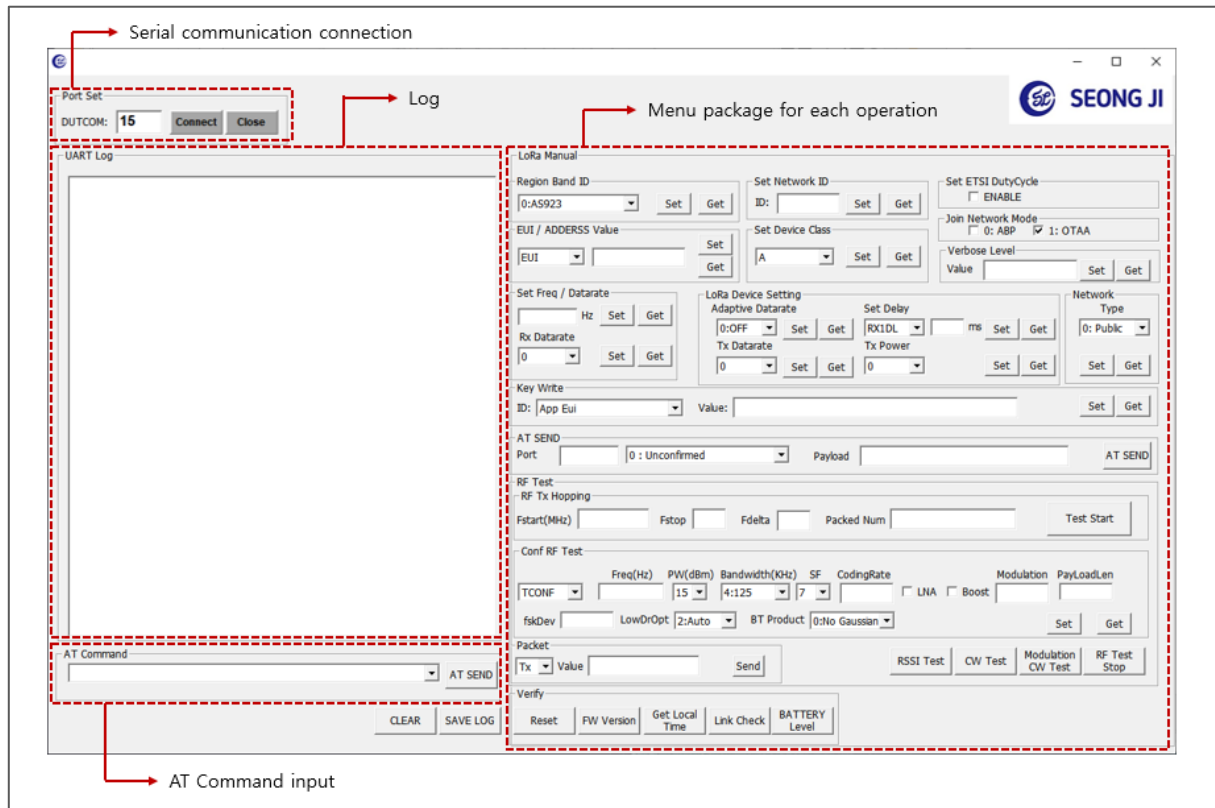 Serial communication connection
Port Set
DUTCOM: 15 Connect Close
Log
Menu package for each operation
SEONG JI
UART Log
LoRa Manual
Region Band ID
0:AS923 Set Get
Set Network ID
ID: Set Get
Set ETSI DutyCycle
ENABLE
Join Network Mode
0: ABP 1: OTAA
EUI / ADDERSS Value
EUI Set
Get
Set Device Class
A Set Get
Verbose Level
Value Set Get
Set Freq / Datarate
Hz Set Get
Rx Datarate
0 Set Get
LoRa Device Setting
Adaptive Datarate Set Delay
0:OFF Set Get RX1DL ms Set Get
Tx Datarate Tx Power
0 Set Get 0 Set Get
Network
Type
0: Public
Set Get
Key Write
ID: App Eui Value: Set Get
AT SEND
Port 0 : Unconfirmed Payload AT SEND
RF Test
RF Tx Hopping
Fstart(MHz) Fstop Fdelta Packed Num Test Start
Conf RF Test
Freq(Hz) PW(dBm) Bandwidth(KHz) SF CodingRate Modulation PayLoadLen
TCONF 15 4:125 7 LNA Boost
fskDev LowDrOpt 2:Auto BT Product 0:No Gaussian Set Get
Packet
Tx Value Send
RSSI Test CW Test Modulation CW Test RF Test Stop
Verify
Reset FW Version Get Local Time Link Check BATTERY Level
AT Command
AT SEND
CLEAR SAVE LOG
AT Command input